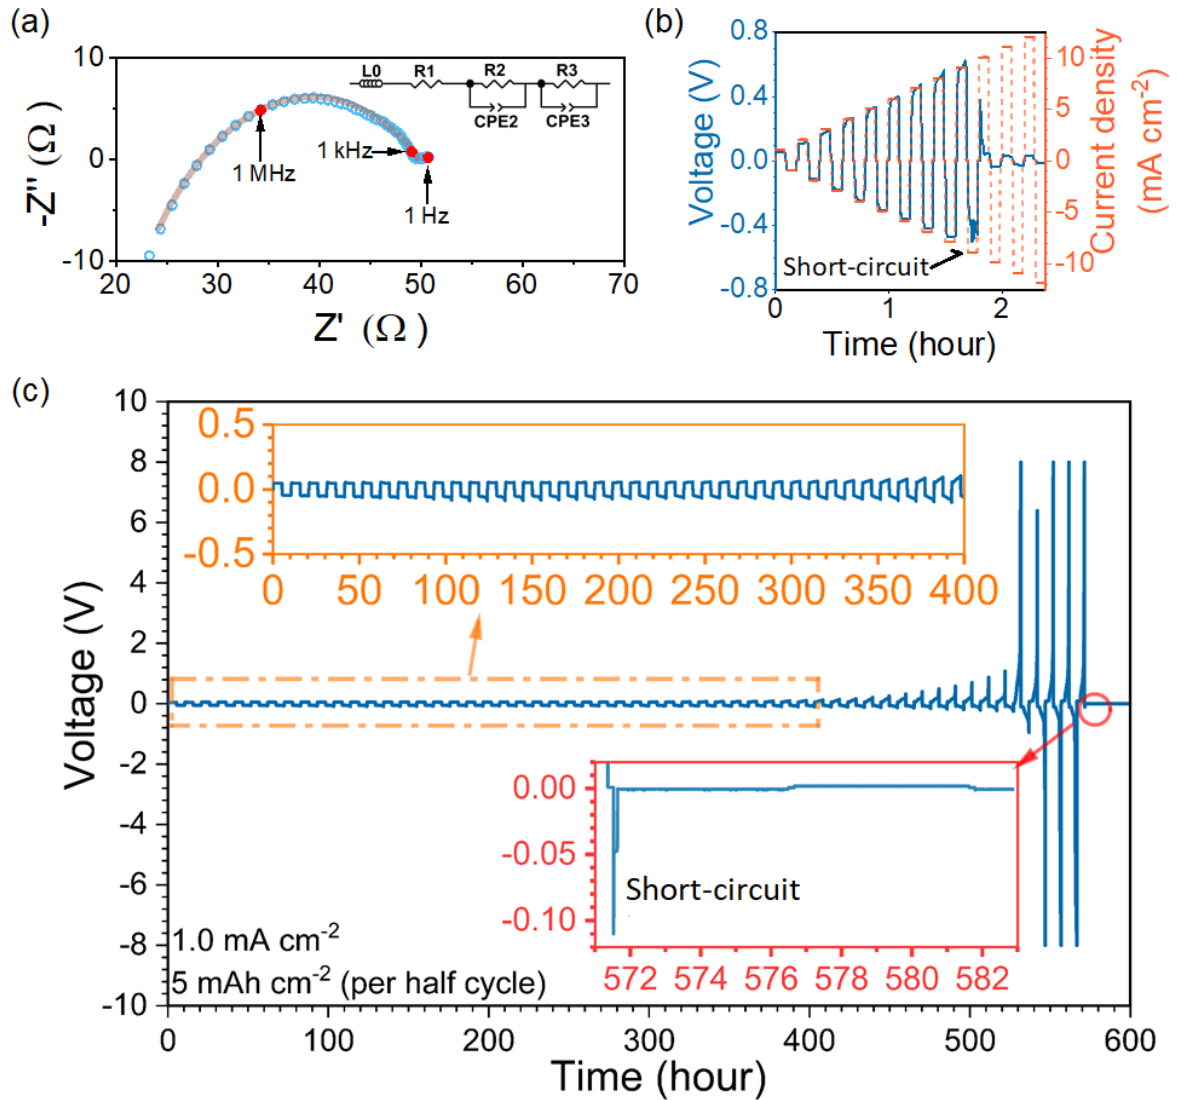 (a)
10
0
-10
-Z'' (Ω)
20 30 40 50 60 70
Z' (Ω)
L0 R1 R2 R3
CPE2 CPE3
1 MHz
1 kHz
1 Hz
(b)
0.8
0.4
0.0
-0.4
-0.8
Voltage (V)
10
5
0
-5
-10
Current density
(mA cm-2)
Short-circuit
0 1 2
Time (hour)
(c)
10
8
6
4
2
0
-2
-4
-6
-8
-10
Voltage (V)
0.5
0.0
-0.5
0 50 100 150 200 250 300 350 400
0.00
-0.05
-0.10
Short-circuit
572 574 576 578 580 582
1.0 mA cm-2
5 mAh cm-2 (per half cycle)
0 100 200 300 400 500 600
Time (hour)